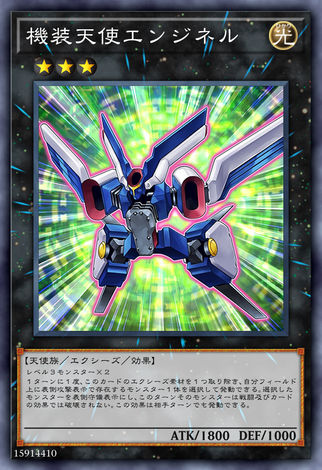 機装天使エンジネル
光
【天使族／エクシーズ／効果】
レベル３モンスター×２
１ターンに１度、このカードのエクシーズ素材を１つ取り除き、自分フィールド
上に表側攻撃表示で存在するモンスター１体を選択して発動できる。選択した
モンスターを表側守備表示にし、このターンそのモンスターは戦闘及びカード
の効果では破壊されない。この効果は相手ターンでも発動できる。
ATK/1800 DEF/1000
15914410